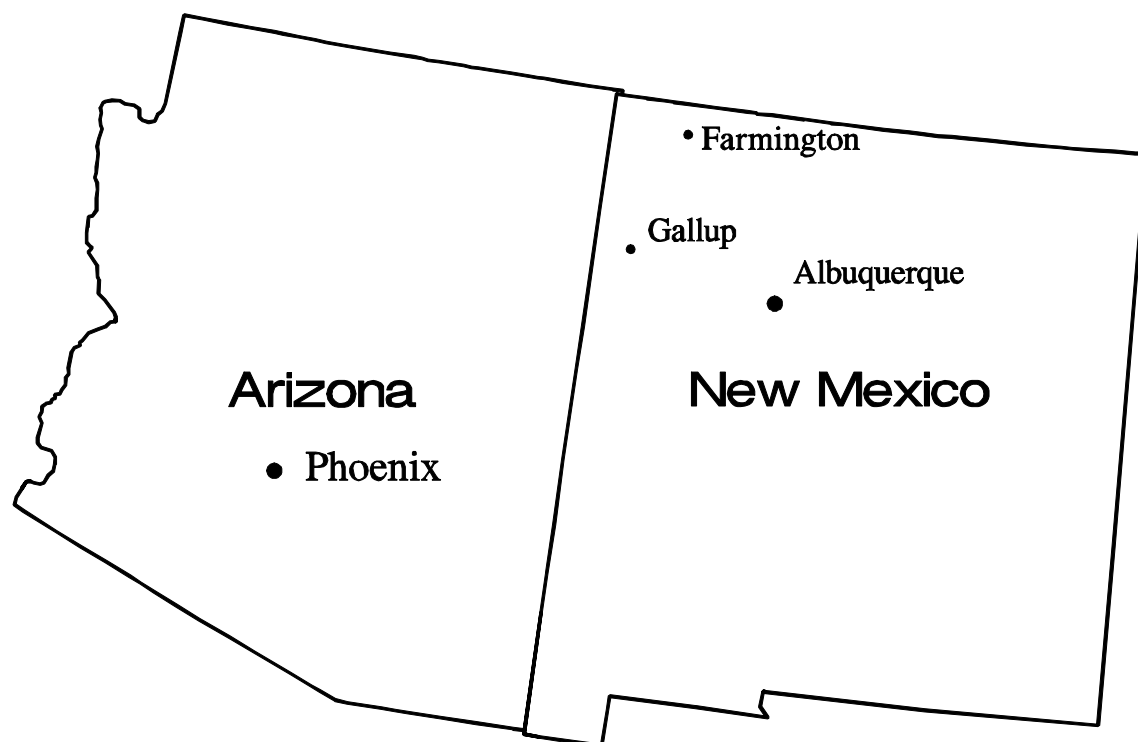 Farmington
Gallup
Albuquerque
Arizona
New Mexico
Phoenix